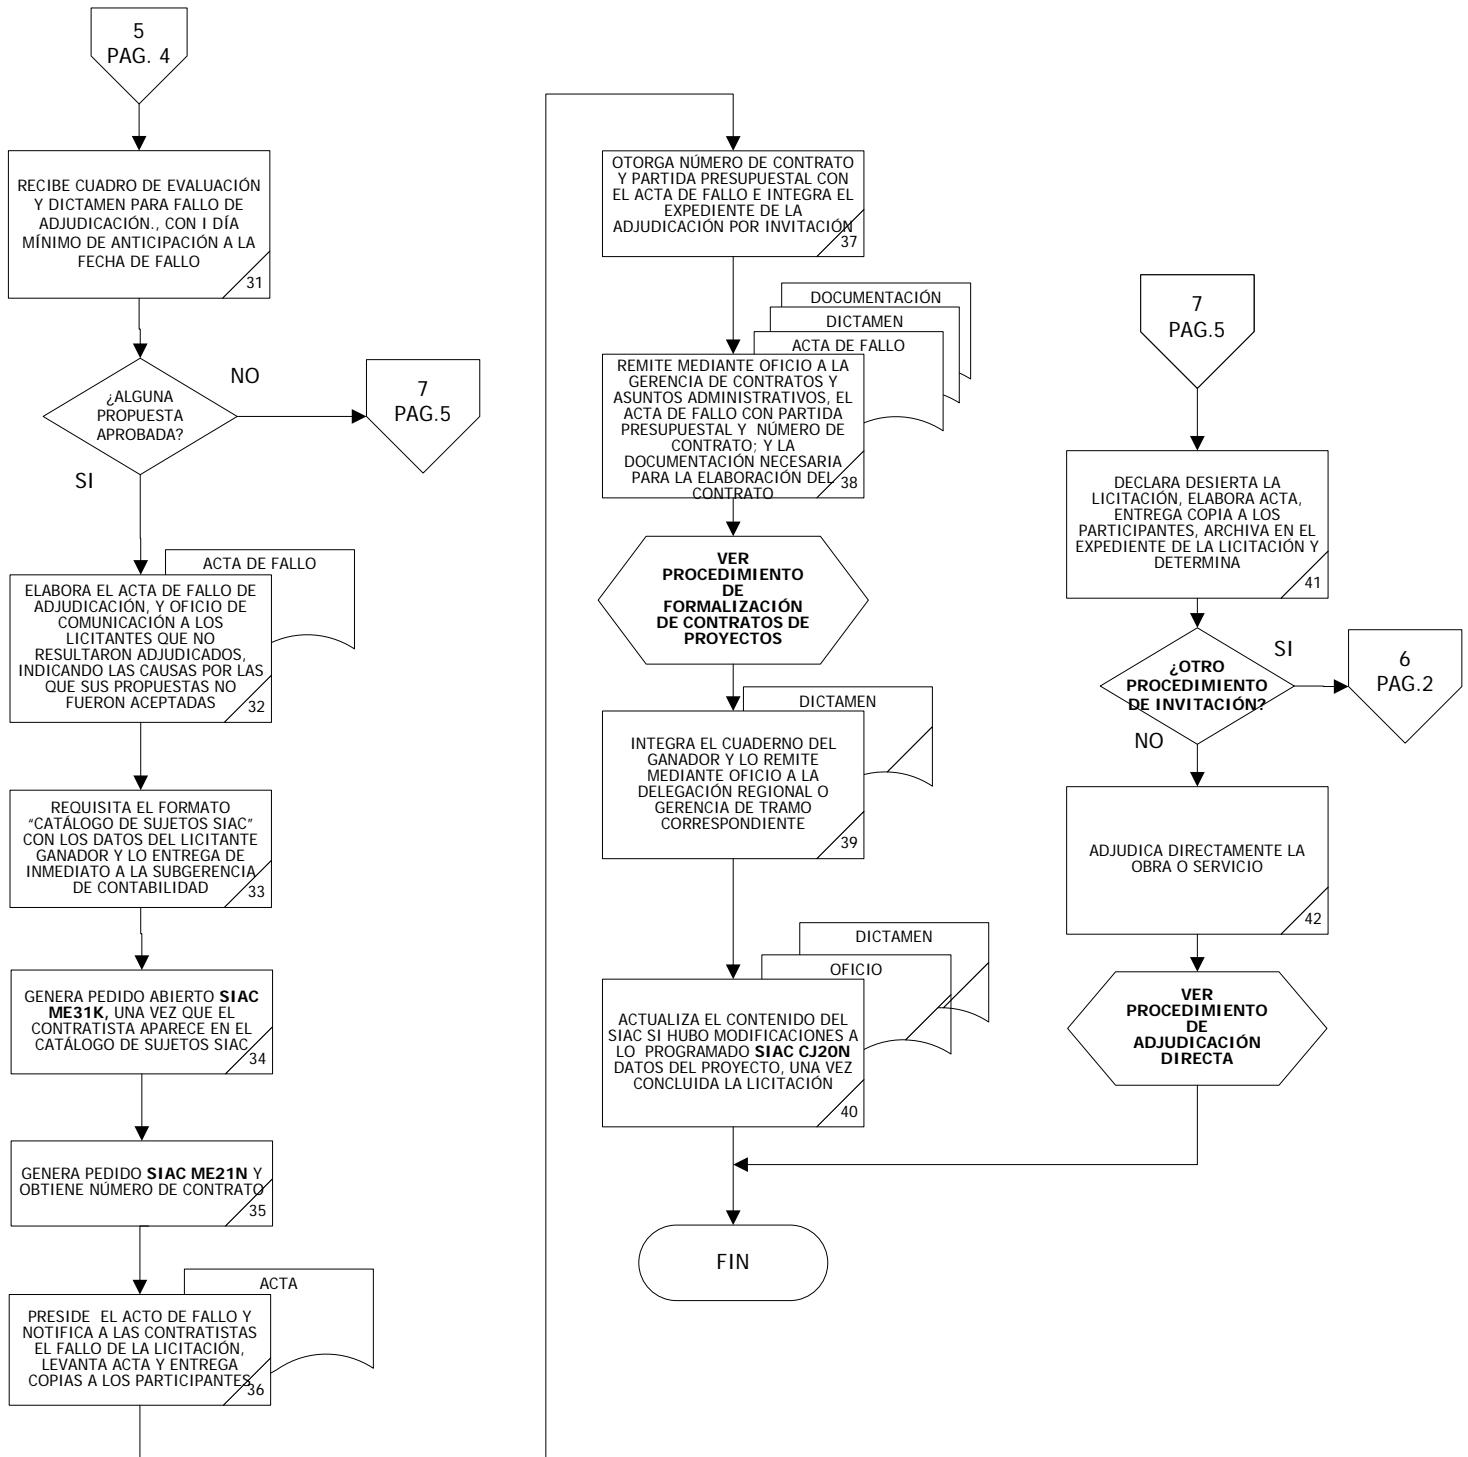 5
PAG. 4
RECIBE CUADRO DE EVALUACIÓN
Y DICTAMEN PARA FALLO DE
ADJUDICACIÓN., CON I DÍA
MÍNIMO DE ANTICIPACIÓN A LA
FECHA DE FALLO
31
¿ALGUNA
PROPUESTA
APROBADA?
NO
7
PAG.5
SI
ACTA DE FALLO
ELABORA EL ACTA DE FALLO DE
ADJUDICACIÓN, Y OFICIO DE
COMUNICACIÓN A LOS
LICITANTES QUE NO
RESULTARON ADJUDICADOS,
INDICANDO LAS CAUSAS POR LAS
QUE SUS PROPUESTAS NO
FUERON ACEPTADAS
32
REQUISITA EL FORMATO
“CATÁLOGO DE SUJETOS SIAC”
CON LOS DATOS DEL LICITANTE
GANADOR Y LO ENTREGA DE
INMEDIATO A LA SUBGERENCIA
DE CONTABILIDAD
33
GENERA PEDIDO ABIERTO SIAC
ME31K, UNA VEZ QUE EL
CONTRATISTA APARECE EN EL
CATÁLOGO DE SUJETOS SIAC
34
GENERA PEDIDO SIAC ME21N Y
OBTIENE NÚMERO DE CONTRATO
35
ACTA
PRESIDE EL ACTO DE FALLO Y
NOTIFICA A LAS CONTRATISTAS
EL FALLO DE LA LICITACIÓN,
LEVANTA ACTA Y ENTREGA
COPIAS A LOS PARTICIPANTES
36
OTORGA NÚMERO DE CONTRATO
Y PARTIDA PRESUPUESTAL CON
EL ACTA DE FALLO E INTEGRA EL
EXPEDIENTE DE LA
ADJUDICACIÓN POR INVITACIÓN
37
DOCUMENTACIÓN
DICTAMEN
ACTA DE FALLO
REMITE MEDIANTE OFICIO A LA
GERENCIA DE CONTRATOS Y
ASUNTOS ADMINISTRATIVOS, EL
ACTA DE FALLO CON PARTIDA
PRESUPUESTAL Y NÚMERO DE
CONTRATO; Y LA
DOCUMENTACIÓN NECESARIA
PARA LA ELABORACIÓN DEL
CONTRATO
38
VER
PROCEDIMIENTO
DE
FORMALIZACIÓN
DE CONTRATOS DE
PROYECTOS
DICTAMEN
INTEGRA EL CUADERNO DEL
GANADOR Y LO REMITE
MEDIANTE OFICIO A LA
DELEGACIÓN REGIONAL O
GERENCIA DE TRAMO
CORRESPONDIENTE
39
DICTAMEN
OFICIO
ACTUALIZA EL CONTENIDO DEL
SIAC SI HUBO MODIFICACIONES A
LO PROGRAMADO SIAC CJ20N
DATOS DEL PROYECTO, UNA VEZ
CONCLUIDA LA LICITACIÓN
40
FIN
7
PAG.5
DECLARA DESIERTA LA
LICITACIÓN, ELABORA ACTA,
ENTREGA COPIA A LOS
PARTICIPANTES, ARCHIVA EN EL
EXPEDIENTE DE LA LICITACIÓN Y
DETERMINA
41
¿OTRO
PROCEDIMIENTO
DE INVITACIÓN?
SI
6
PAG.2
NO
ADJUDICA DIRECTAMENTE LA
OBRA O SERVICIO
42
VER
PROCEDIMIENTO
DE
ADJUDICACIÓN
DIRECTA